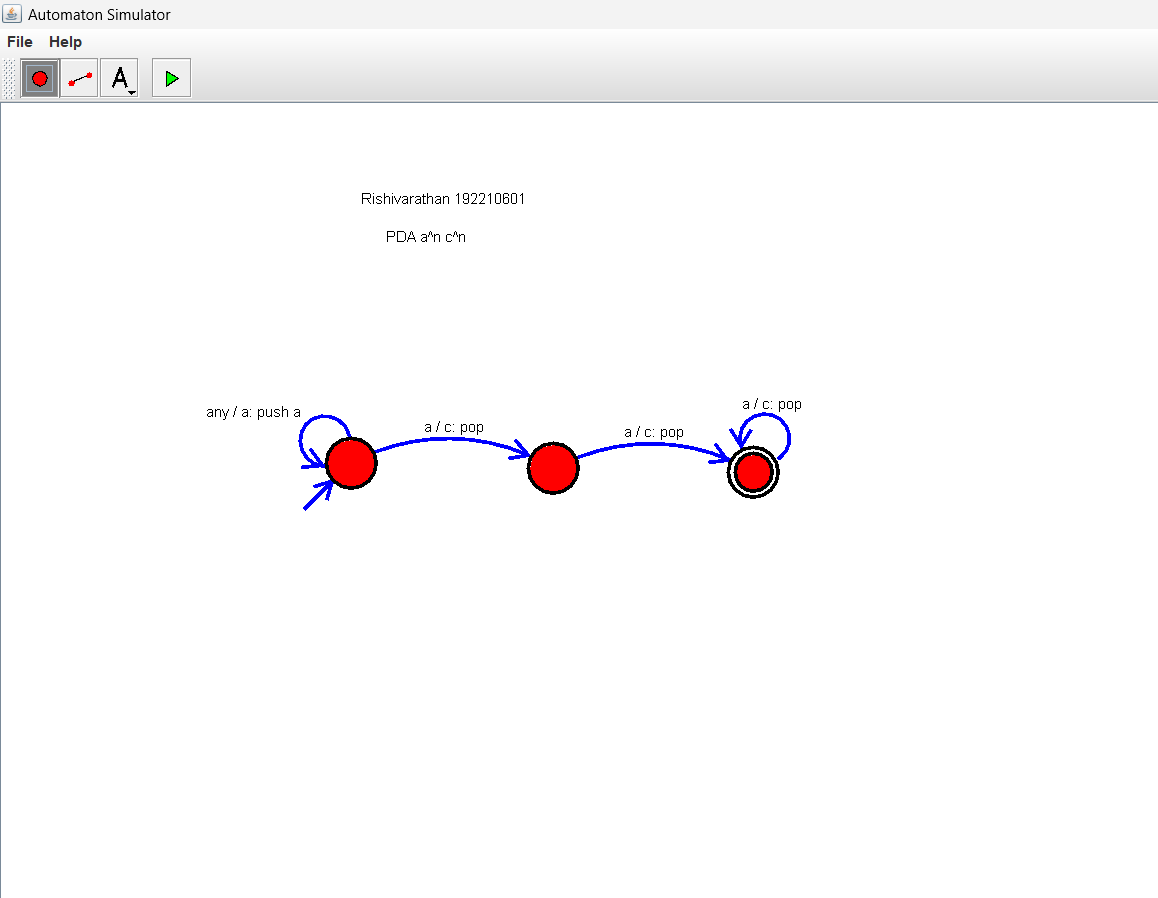 Automaton Simulator
File Help
A
Rishivarathan 192210601
PDA a^n c^n
any / a: push a
a / c: pop
a / c: pop
a / c: pop